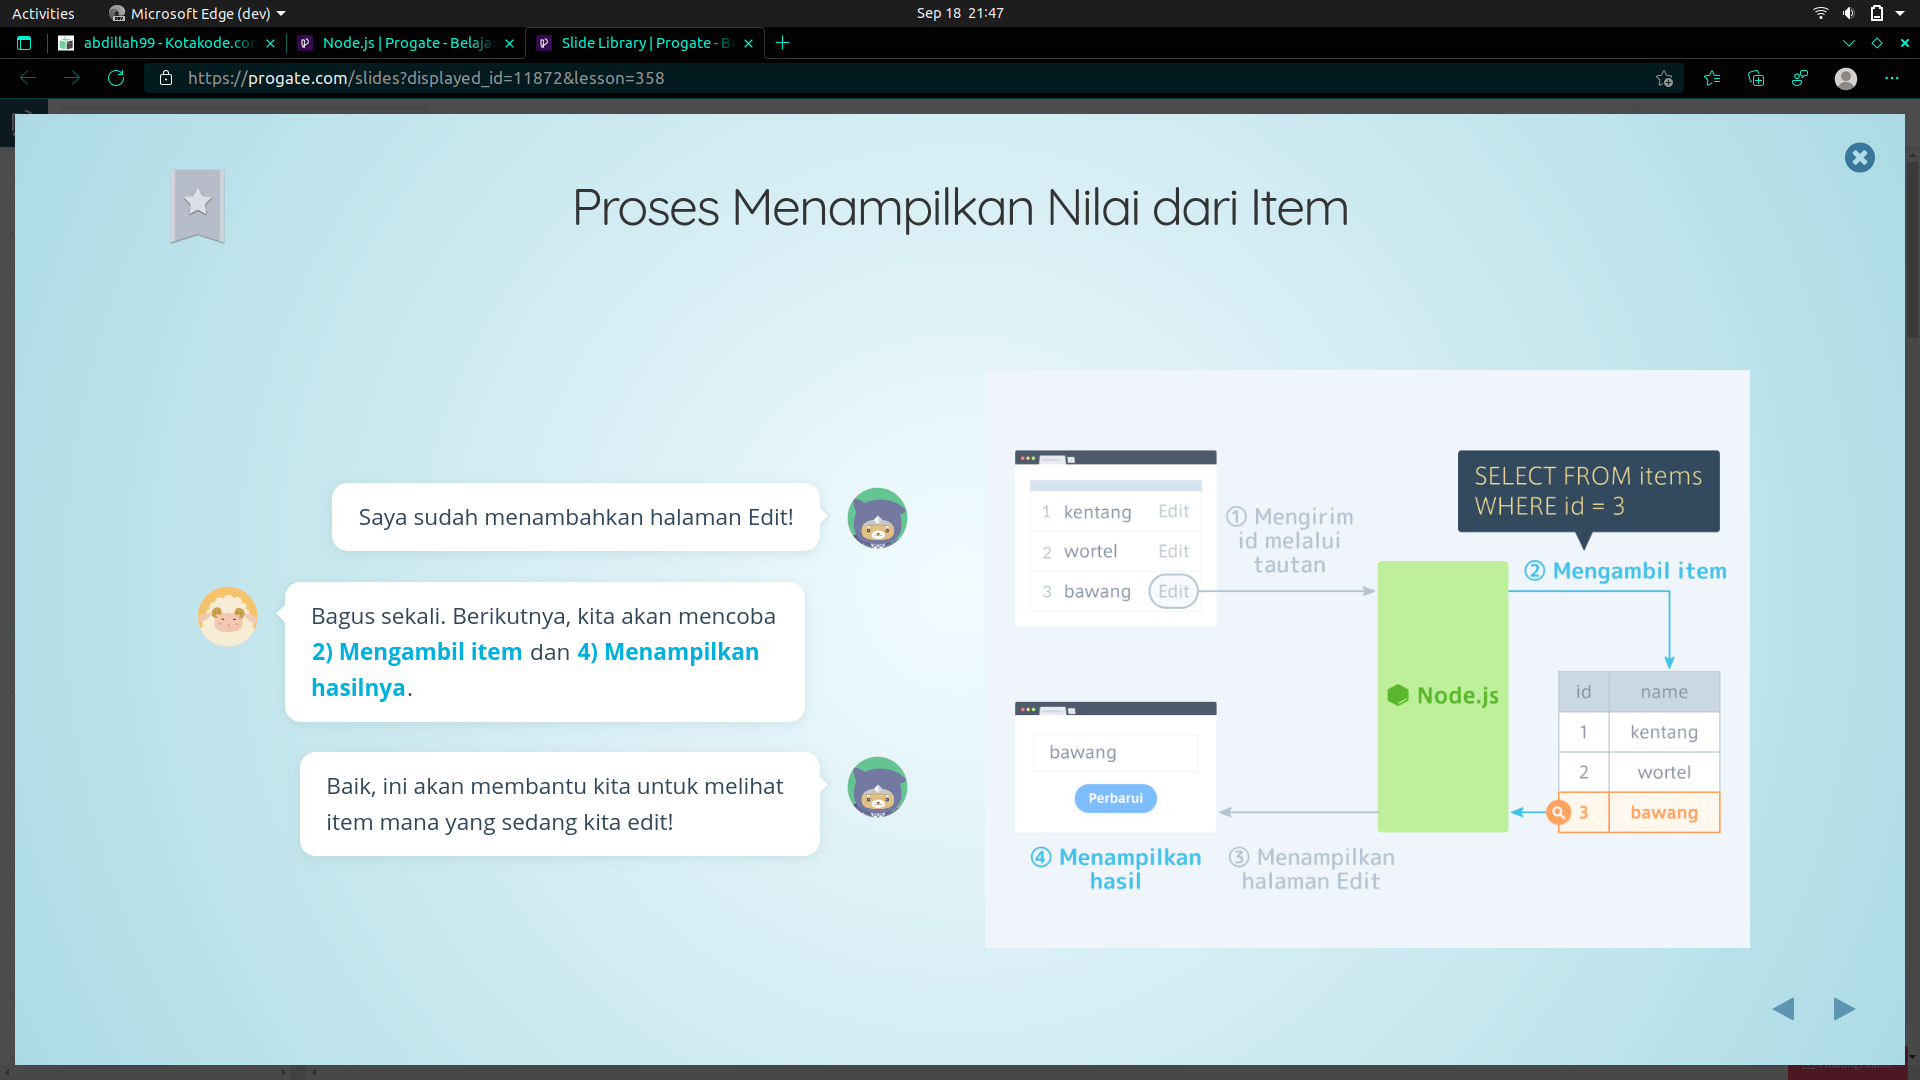 Activities
Microsoft Edge (dev)
Sep 18 21:47
abdillah99 - Kotakode.com
Node.js | Progate - Belaja
Slide Library | Progate - B
https://progate.com/slides?displayed_id=11872&lesson=358
Proses Menampilkan Nilai dari Item
Saya sudah menambahkan halaman Edit!
Bagus sekali. Berikutnya, kita akan mencoba
2) Mengambil item dan 4) Menampilkan
hasilnya.
Baik, ini akan membantu kita untuk melihat
item mana yang sedang kita edit!
1 kentang Edit
2 wortel Edit
3 bawang Edit
① Mengirim
id melalui
tautan
SELECT FROM items
WHERE id = 3
② Mengambil item
Node.js
id name
1 kentang
2 wortel
3 bawang
bawang
Perbarui
④ Menampilkan
hasil
③ Menampilkan
halaman Edit